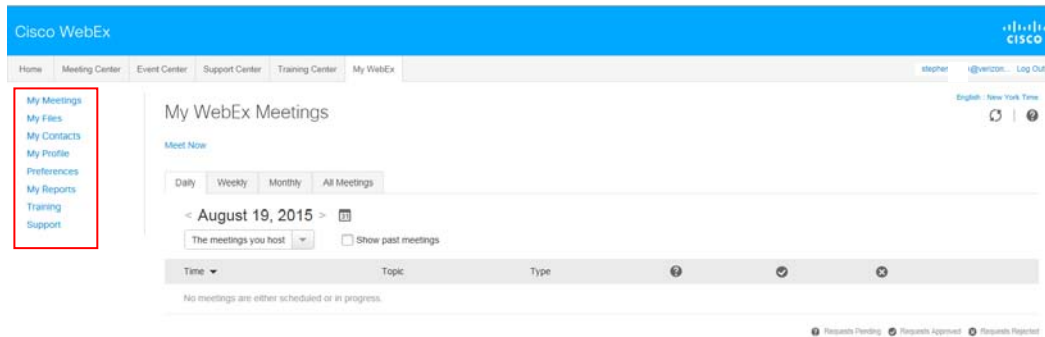 Cisco WebEx
CISCO
Home Meeting Center Event Center Support Center Training Center My WebEx @verizon... Log Out
My Meetings
My Files
My Contacts
My Profile
Preferences
My Reports
Training
Support
English : New York Time
My WebEx Meetings
Meet Now
Daily Weekly Monthly All Meetings
< August 19, 2015 > 31
The meetings you host Show past meetings
Time Topic Type
No meetings are either scheduled or in progress.
Requests Pending Requests Approved Requests Rejected